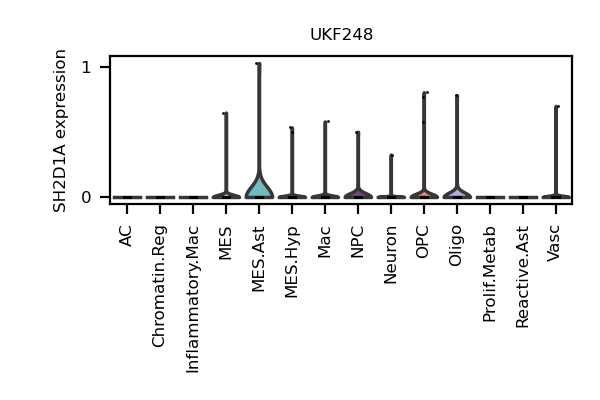 UKF248
SH2D1A expression
1
0
AC
Chromatin.Reg
Inflammatory.Mac
MES
MES.Ast
MES.Hyp
Mac
NPC
Neuron
OPC
Oligo
Prolif.Metab
Reactive.Ast
Vasc